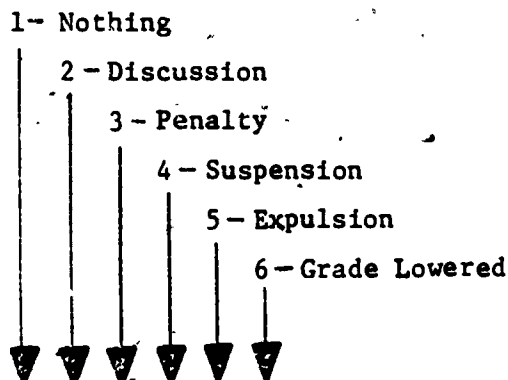 1- Nothing
2 - Discussion
3 - Penalty
4 - Suspension
5 - Expulsion
6 - Grade Lowered